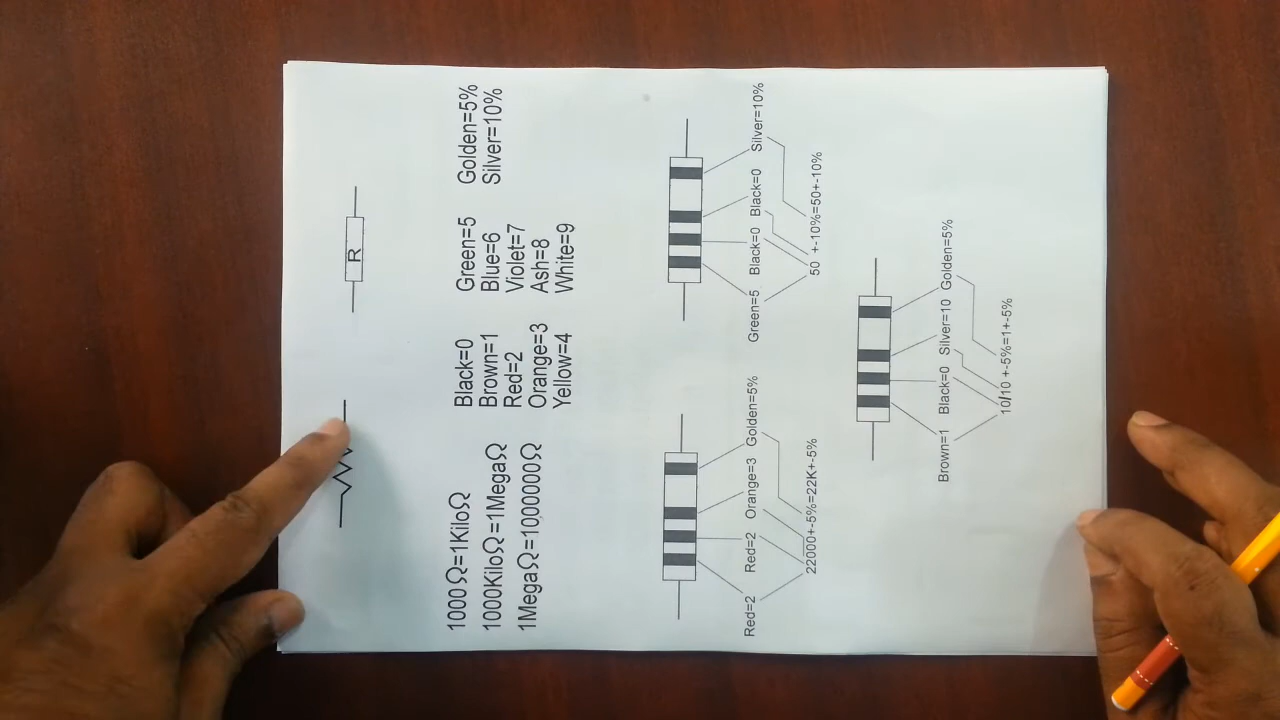 R
1000Ω=1KiloΩ
1000KiloΩ=1MegaΩ
1MegaΩ=10,00000Ω
Black=0
Brown=1
Red=2
Orange=3
Yellow=4
Green=5
Blue=6
Violet=7
Ash=8
White=9
Golden=5%
Silver=10%
Red=2 Red=2 Orange=3 Golden=5%
22000+-5%=22K+-5%
Green=5 Black=0 Black=0 Silver=10%
50 +-10%=50+-10%
Brown=1 Black=0 Silver=10 Golden=5%
10/10 +-5%=1+-5%